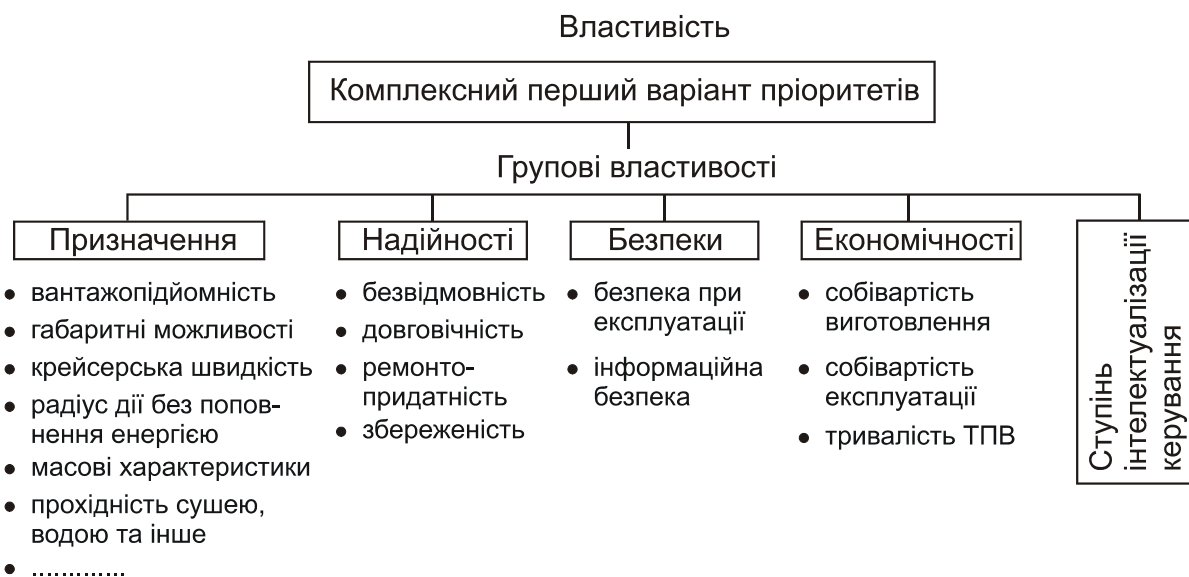 Властивість
Комплексний перший варіант пріоритетів
Групові властивості
Призначення
• вантажопідйомність
• габаритні можливості
• крейсерська швидкість
• радіус дії без попов-
нення енергією
• масові характеристики
• прохідність сушею,
водою та інше
• .............
Надійності
• безвідмовність
• довговічність
• ремонто-
придатність
• збереженість
Безпеки
• безпека при
експлуатації
• інформаційна
безпека
Економічності
• собівартість
виготовлення
• собівартість
експлуатації
• тривалість ТПВ
Ступінь
інтелектуалізації
керування